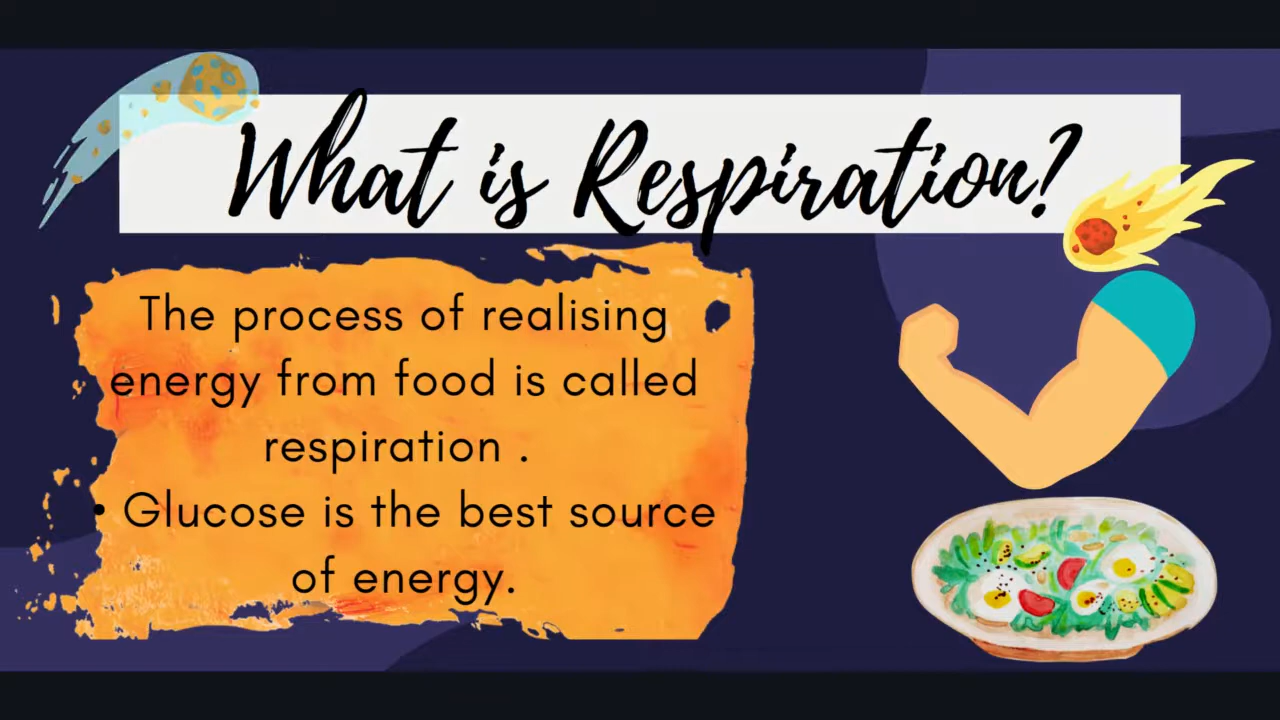 What is Respiration?
The process of realising
energy from food is called
respiration .
• Glucose is the best source
of energy.